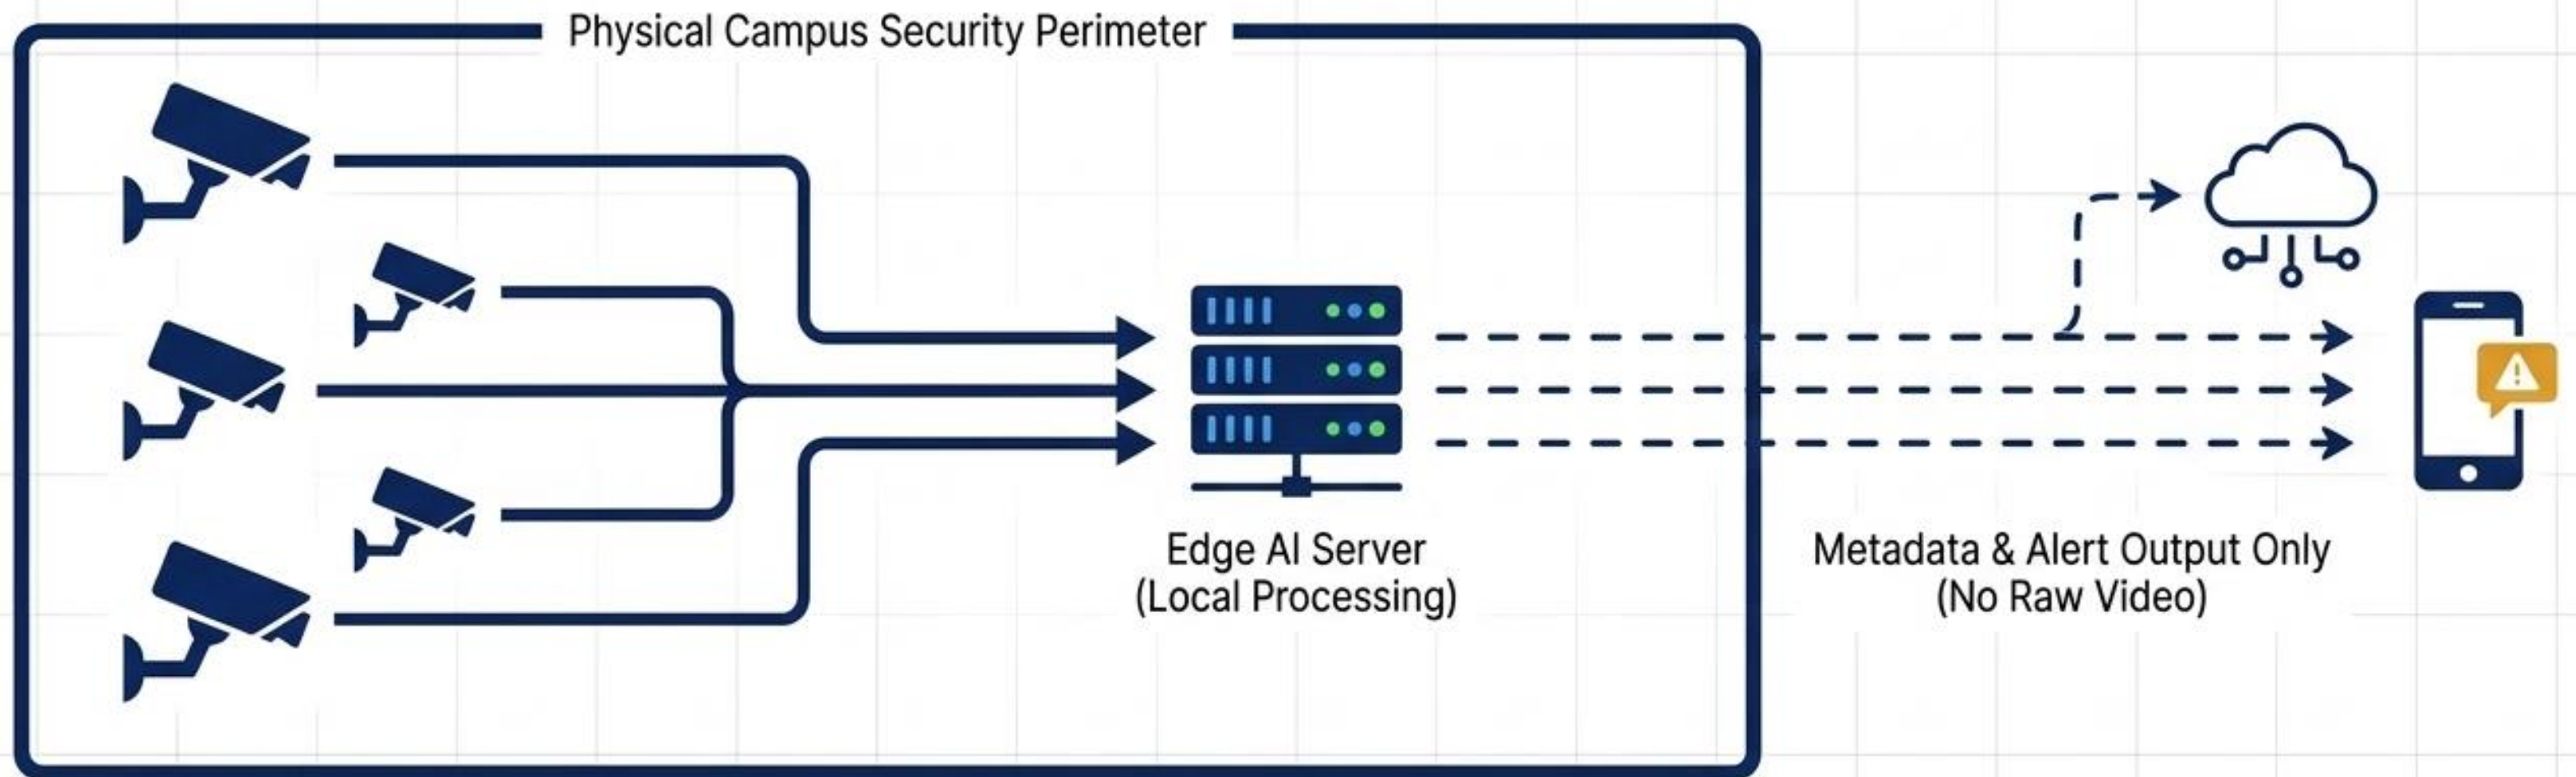 Physical Campus Security Perimeter
Edge AI Server
(Local Processing)
Metadata & Alert Output Only
(No Raw Video)